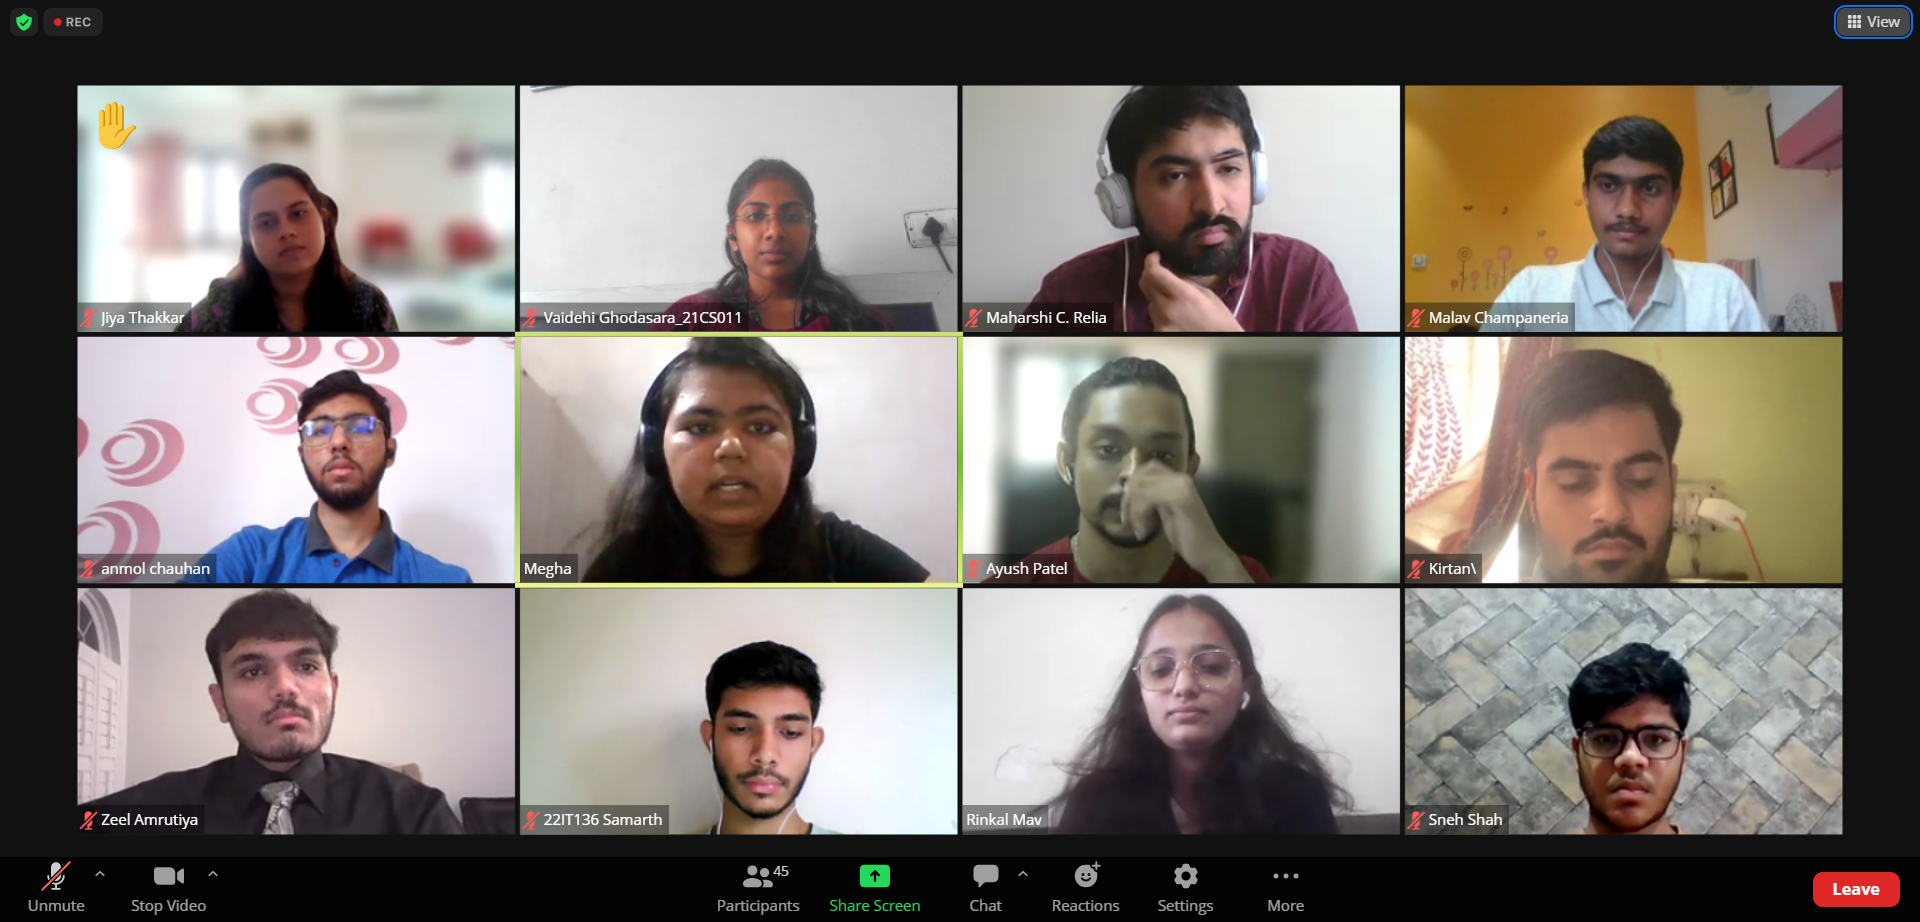 REC
View
Jiya Thakkar
Vaidehi Ghodasara_21CS011
Maharshi C. Relia
Malav Champaneria
anmol chauhan
Megha
Ayush Patel
Kirtan\
Zeel Amrutiya
22IT136 Samarth
Rinkal Mav
Sneh Shah
Unmute
Stop Video
45
Participants
Share Screen
Chat
Reactions
Settings
More
Leave